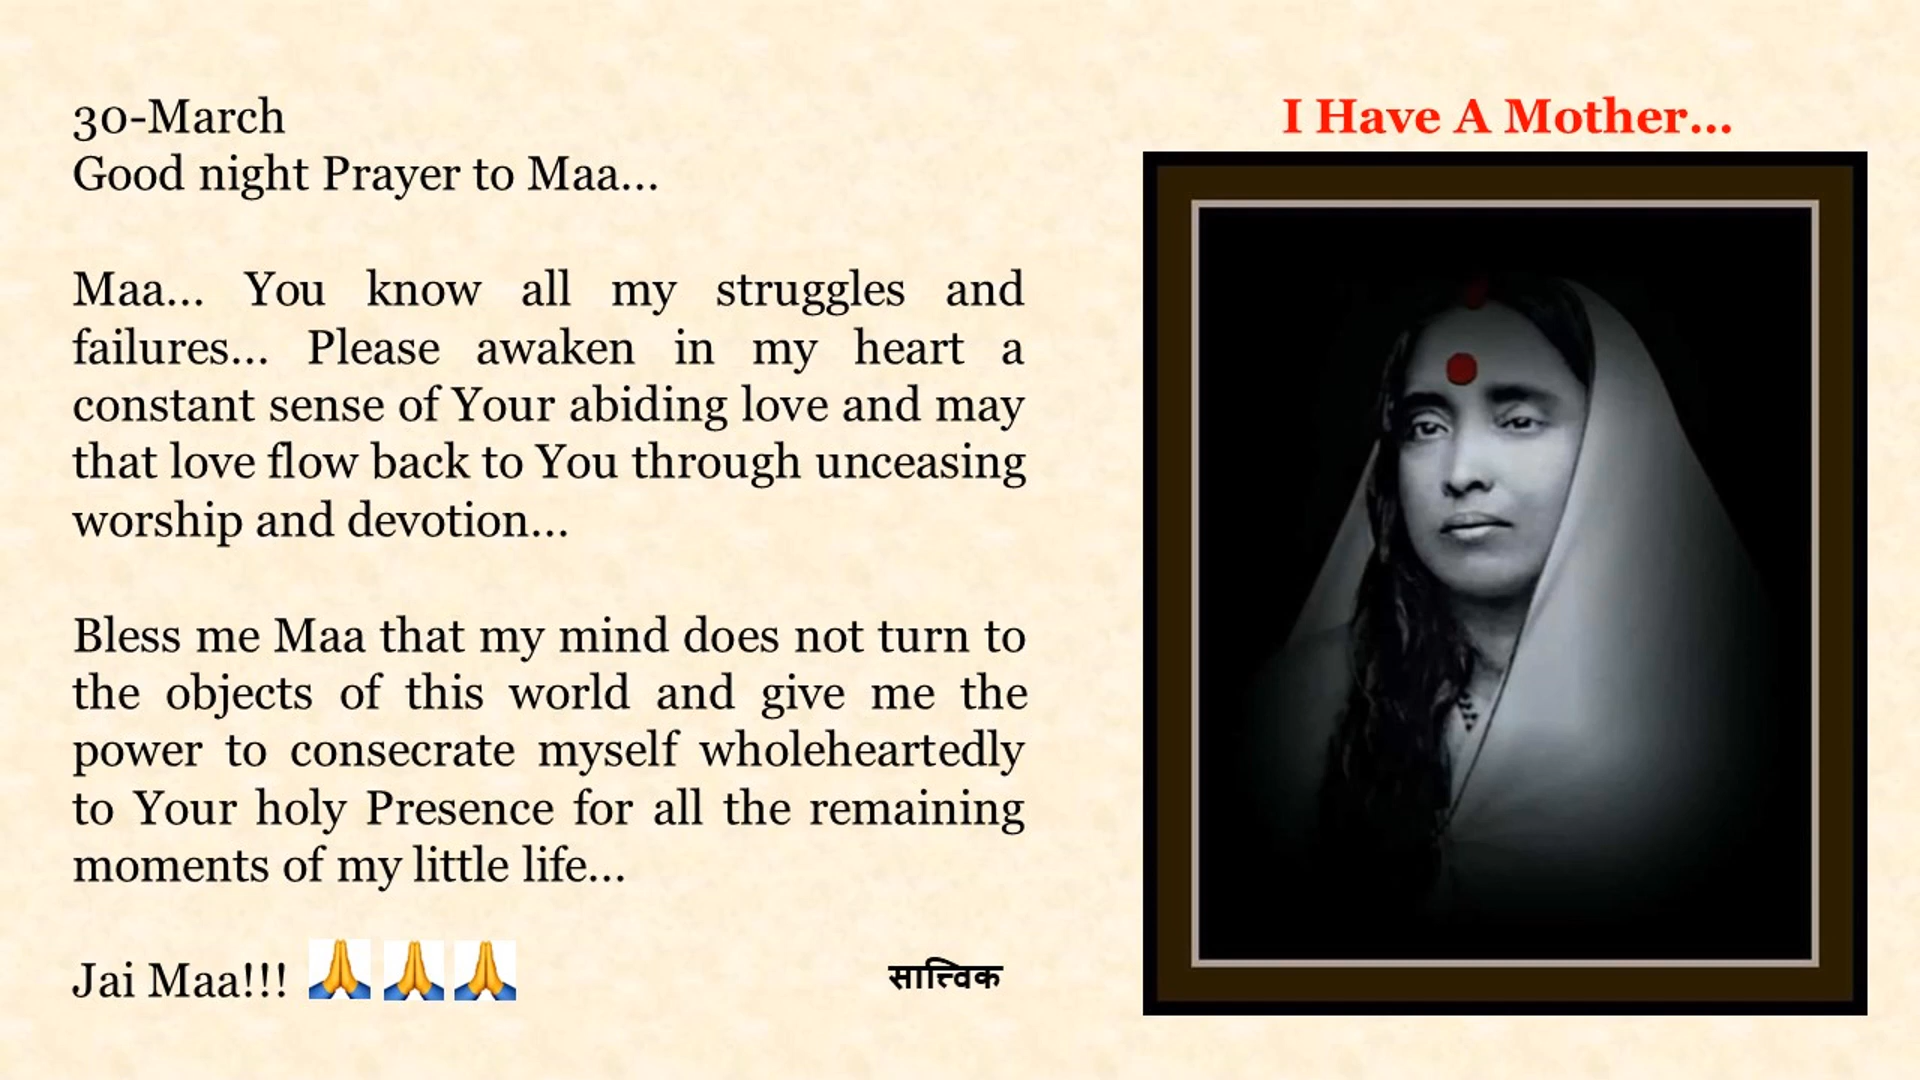 30-March
Good night Prayer to Maa...
Maa... You know all my struggles and
failures... Please awaken in my heart a
constant sense of Your abiding love and may
that love flow back to You through unceasing
worship and devotion...
Bless me Maa that my mind does not turn to
the objects of this world and give me the
power to consecrate myself wholeheartedly
to Your holy Presence for all the remaining
moments of my little life...
Jai Maa!!! 🙏🙏🙏
सात्त्विक
I Have A Mother...